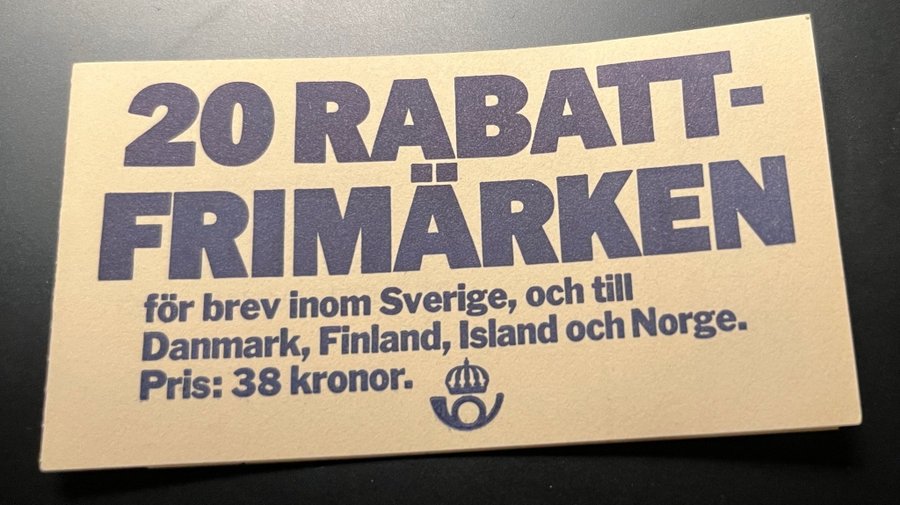 20 RABATT-
FRIMÄRKEN
för brev inom Sverige, och till
Danmark, Finland, Island och Norge.
Pris: 38 kronor.